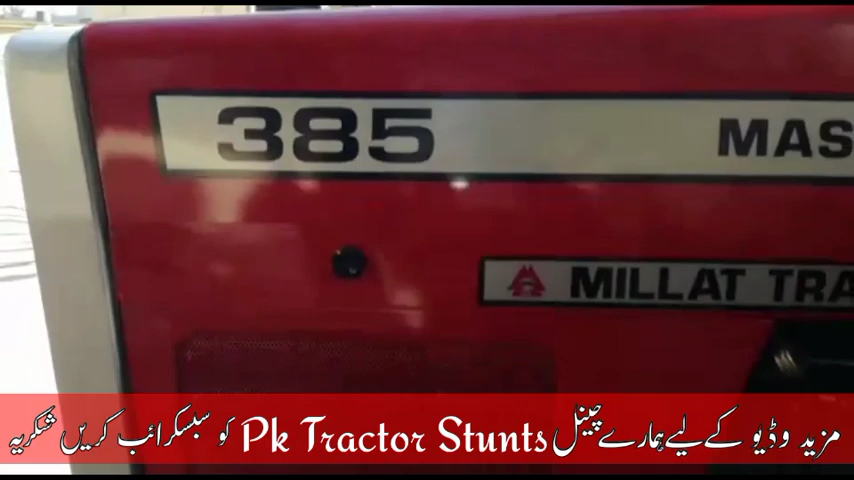 385 MAS
MILLAT TRA
مزید وڈیو کے لیے ہمارے چینل Pk Tractor Stunts کو سبسکرائب کریں شکریہ